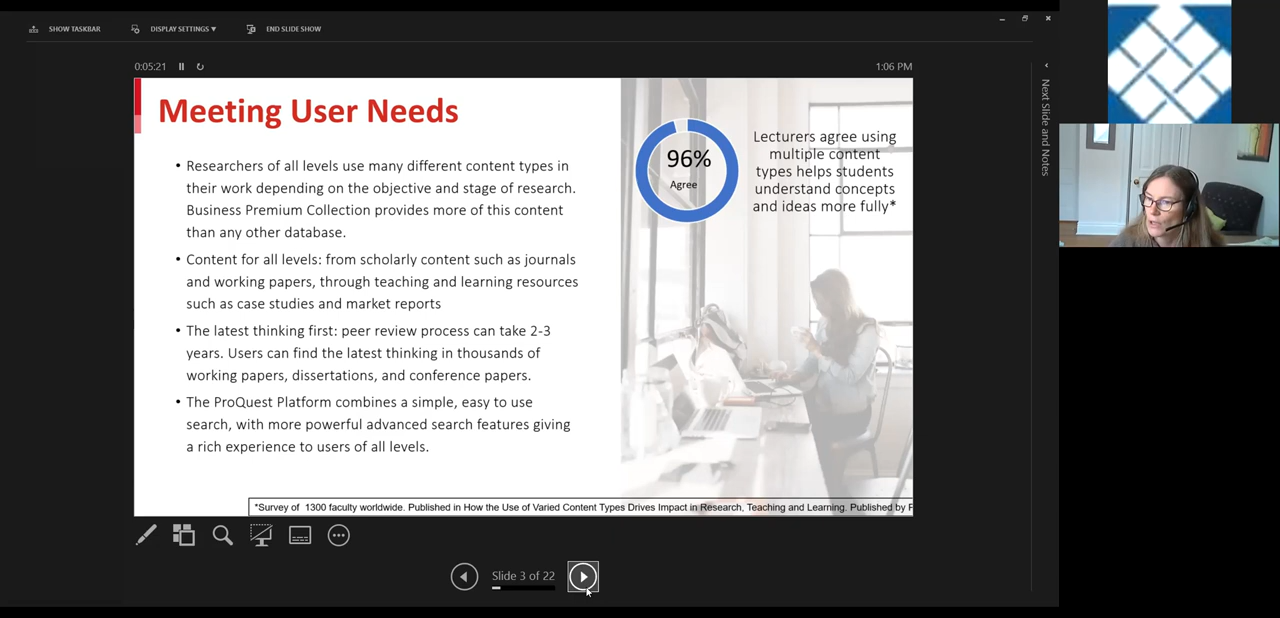 SHOW TASKBAR
DISPLAY SETTINGS ▾
END SLIDE SHOW
0:05:21
1:06 PM
Meeting User Needs
• Researchers of all levels use many different content types in
their work depending on the objective and stage of research.
Business Premium Collection provides more of this content
than any other database.
• Content for all levels: from scholarly content such as journals
and working papers, through teaching and learning resources
such as case studies and market reports
• The latest thinking first: peer review process can take 2-3
years. Users can find the latest thinking in thousands of
working papers, dissertations, and conference papers.
• The ProQuest Platform combines a simple, easy to use
search, with more powerful advanced search features giving
a rich experience to users of all levels.
96%
Agree
Lecturers agree using
multiple content
types helps students
understand concepts
and ideas more fully*
*Survey of 1300 faculty worldwide. Published in How the Use of Varied Content Types Drives Impact in Research, Teaching and Learning. Published by P
Slide 3 of 22
Next Slide and Notes